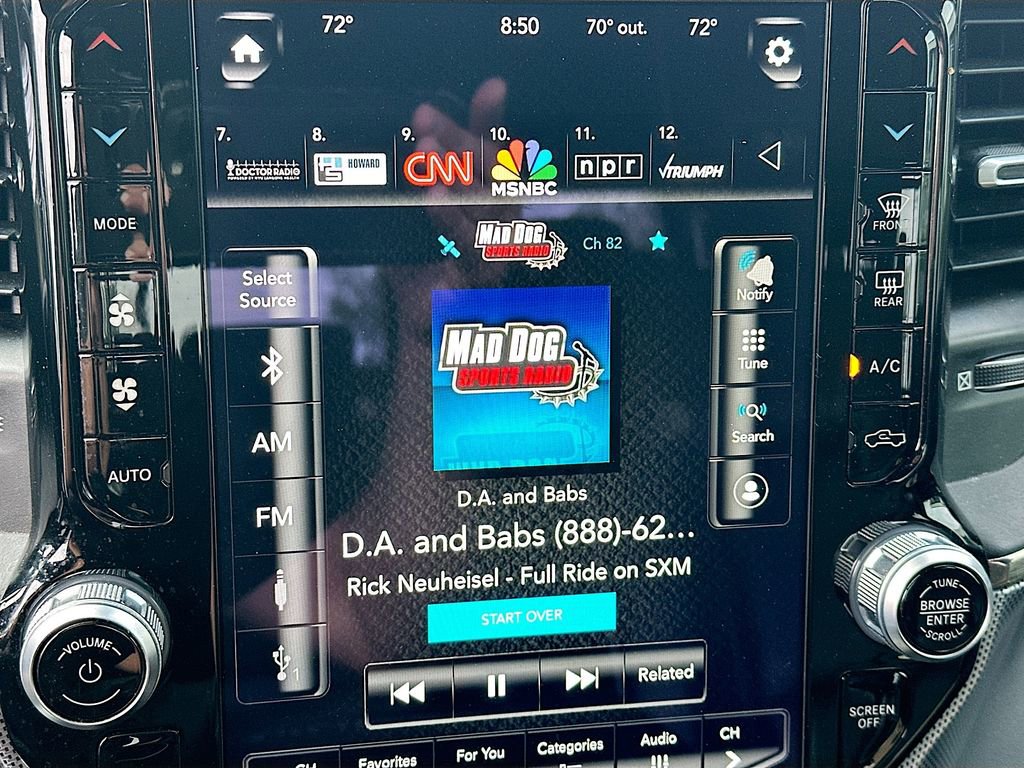 72° 8:50 70° out. 72°
7. 8. 9. 10. 11. 12.
DOCTOR RADIO
HOWARD
CNN
MSNBC
npr
TRIUMPH
MODE
AUTO
VOLUME
MAD DOG
SPORTS RADIO
Ch 82
Select
Source
AM
FM
1
MAD DOG
SPORTS RADIO
D.A. and Babs
D.A. and Babs (888)-62...
Rick Neuheisel - Full Ride on SXM
START OVER
Related
Notify
Tune
Search
FRONT
REAR
A/C
TUNE
BROWSE
ENTER
SCROLL
SCREEN
OFF
CH
Favorites
For You
Categories
Audio
CH